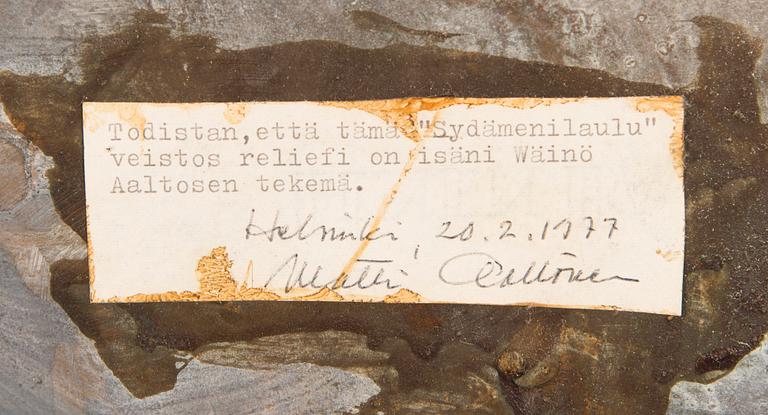 Todistan,että tämä "Sydämenilaulu"
veistos reliefi on isäni Wäinö
Aaltosen tekemä.
Helsinki, 20.2.1977
Matti Aaltonen